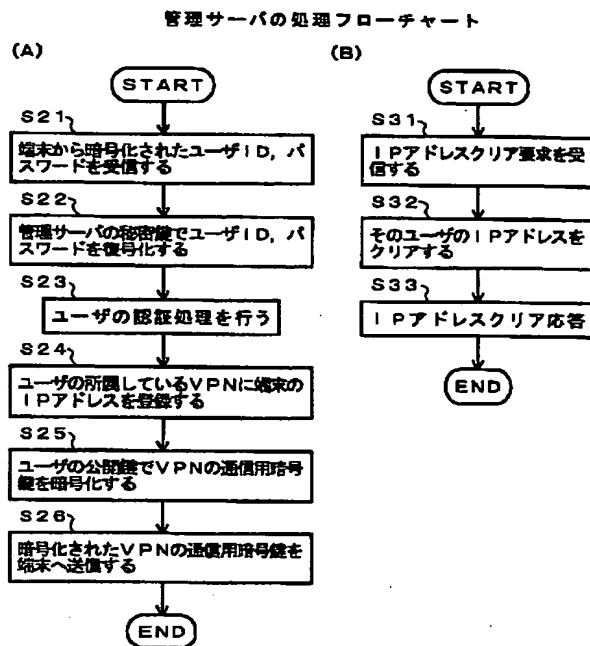 管理サーバの処理フローチャート
(A)
START
S21
端末から暗号化されたユーザID，パ
スワードを受信する
S22
管理サーバの秘密鍵でユーザID，パ
スワードを復号化する
S23
ユーザの認証処理を行う
S24
ユーザの所属しているVPNに端末の
IPアドレスを登録する
S25
ユーザの公開鍵でVPNの通信用暗号
鍵を暗号化する
S26
暗号化されたVPNの通信用暗号鍵を
端末へ送信する
END
(B)
START
S31
IPアドレスクリア要求を受
信する
S32
そのユーザのIPアドレスを
クリアする
S33
IPアドレスクリア応答
END